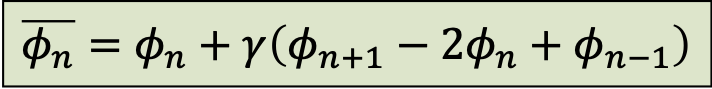 $\overline{\phi_n} = \phi_n + \gamma(\phi_{n+1} - 2\phi_n + \phi_{n-1})$